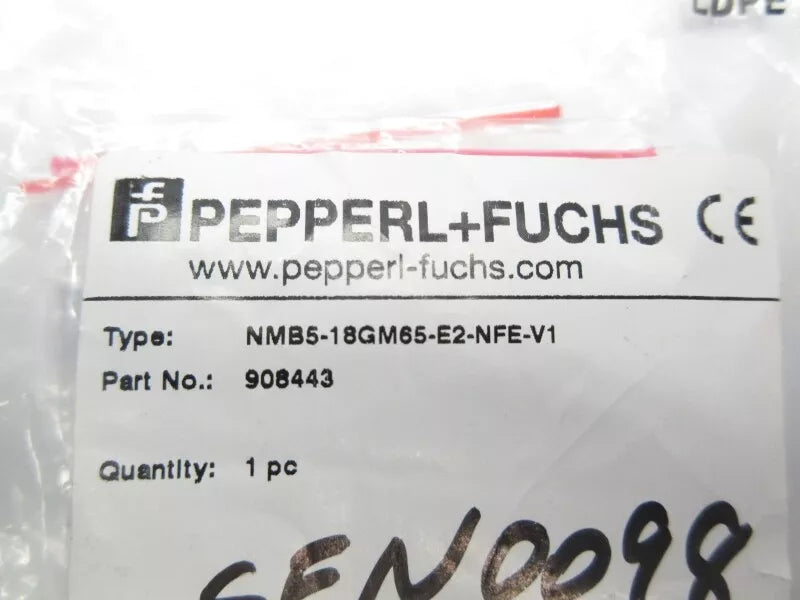 LDPE
PEPPERL+FUCHS CE
www.pepperl-fuchs.com
Type: NMB5-18GM65-E2-NFE-V1
Part No.: 908443
Quantity: 1 pc
SEN0098